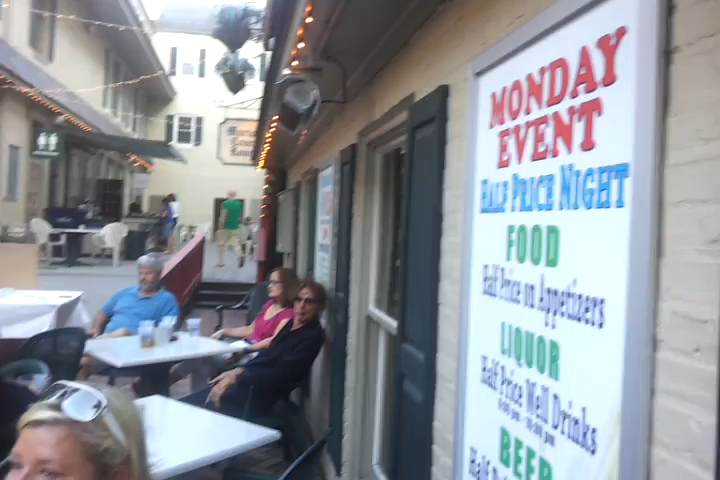 MONDAY
EVENT
HALF PRICE NIGHT
FOOD
Half Price on Appetizers
LIQUOR
Half Price Well Drinks
BEER